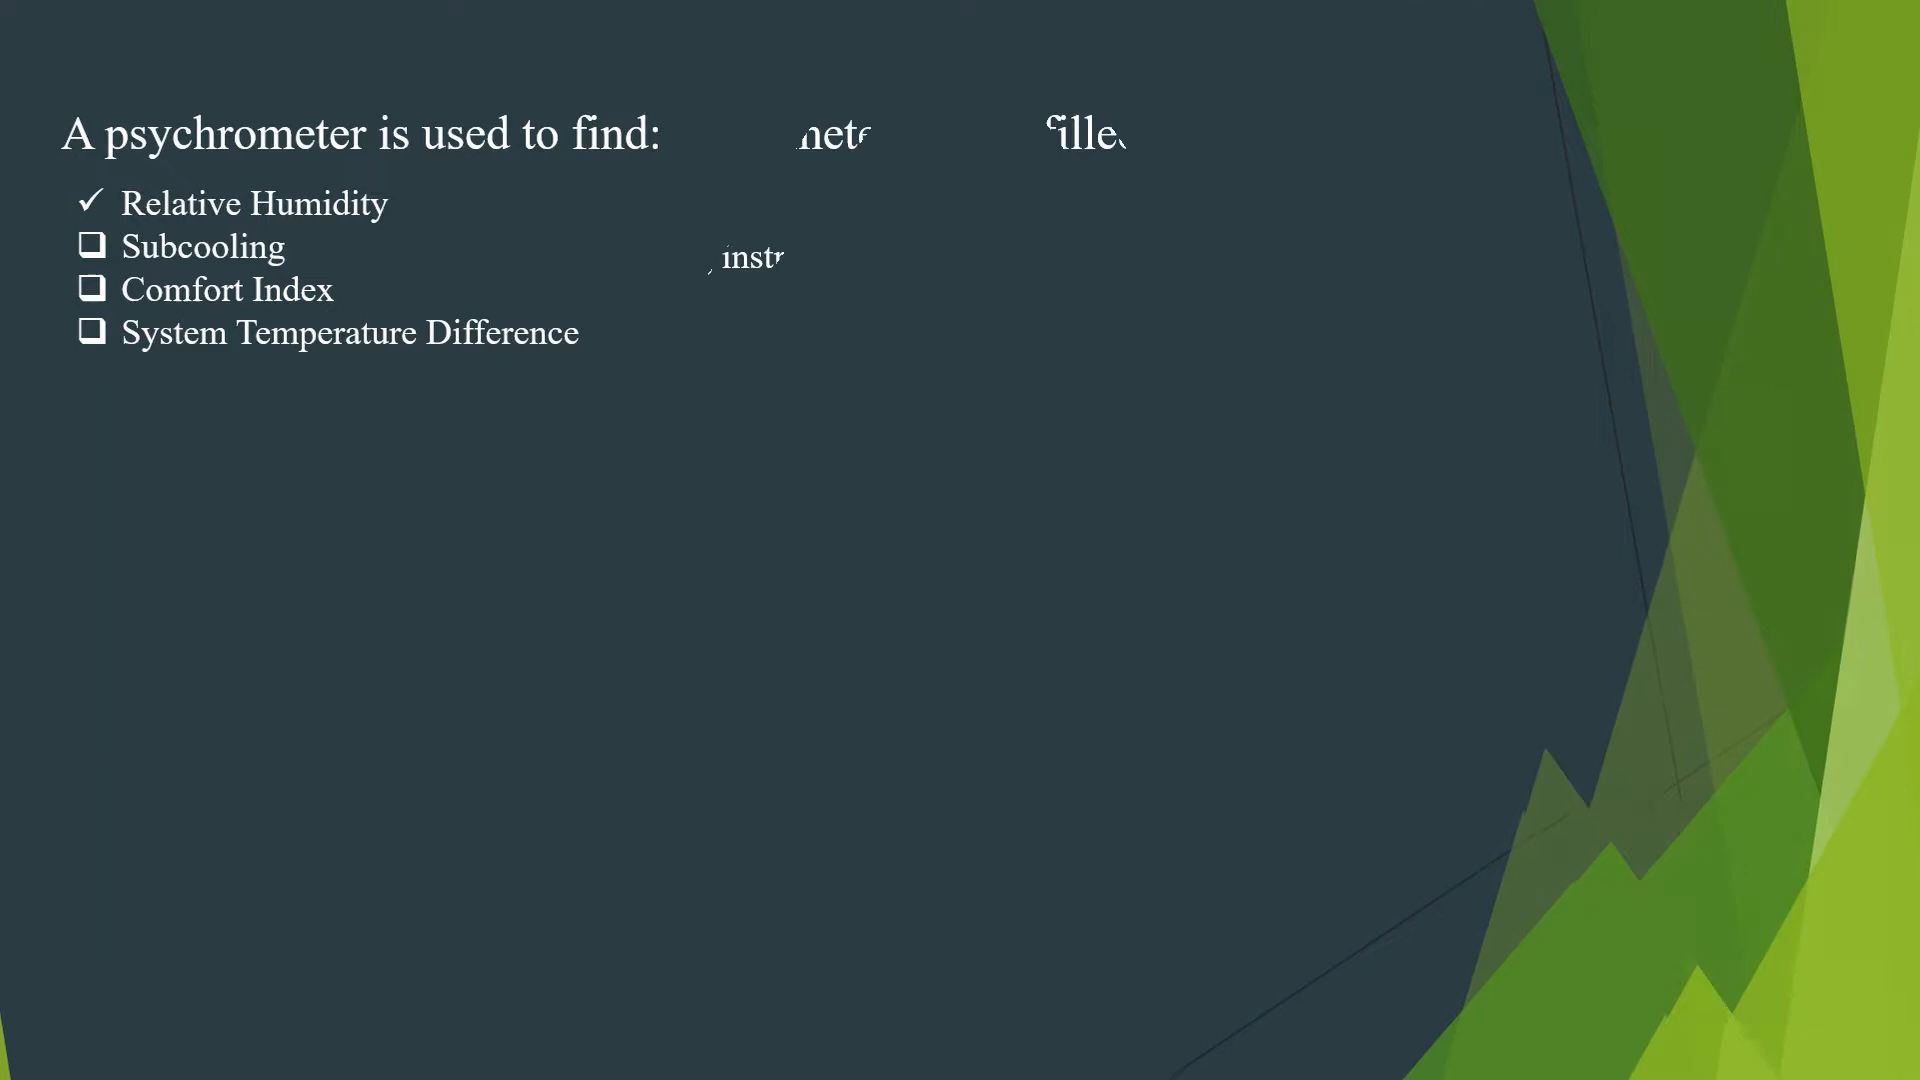 A psychrometer is used to find:
Relative Humidity
Subcooling
Comfort Index
System Temperature Difference